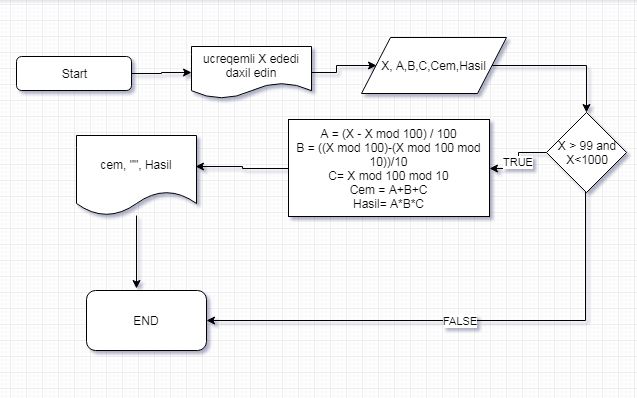 Start
ucreqemli X ededi
daxil edin
X, A,B,C,Cem,Hasil
X > 99 and
X<1000
TRUE
A = (X - X mod 100) / 100
B = ((X mod 100)-(X mod 100 mod
10))/10
C= X mod 100 mod 10
Cem = A+B+C
Hasil= A*B*C
cem, "", Hasil
END
FALSE